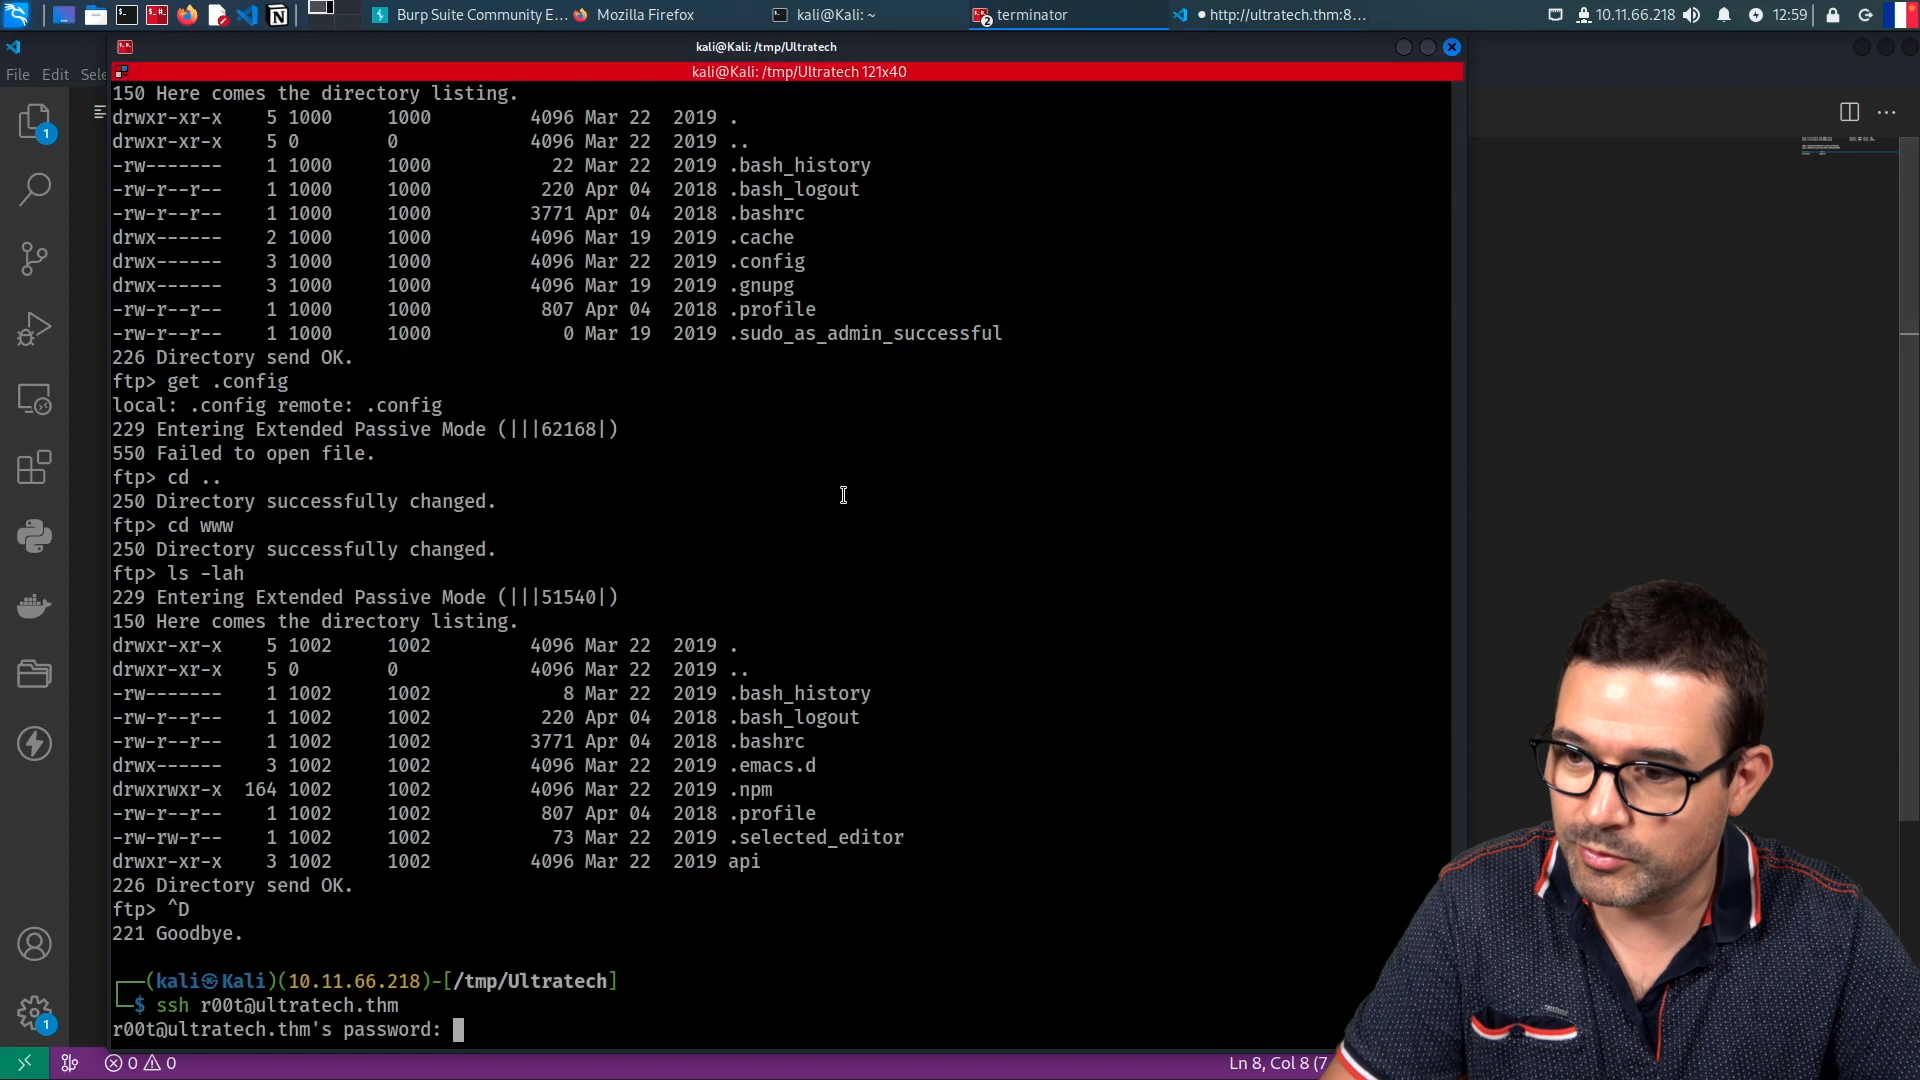 Burp Suite Community E...
Mozilla Firefox
kali@Kali: ~
2
terminator
http://ultratech.thm:8...
10.11.66.218
12:59
kali@Kali: /tmp/Ultratech
File Edit Sele
kali@Kali: /tmp/Ultratech 121x40
1
150 Here comes the directory listing.
drwxr-xr-x    5 1000     1000         4096 Mar 22  2019 .
drwxr-xr-x    5 0        0            4096 Mar 22  2019 ..
-rw-------    1 1000     1000           22 Mar 22  2019 .bash_history
-rw-r--r--    1 1000     1000          220 Apr 04  2018 .bash_logout
-rw-r--r--    1 1000     1000         3771 Apr 04  2018 .bashrc
drwx------    2 1000     1000         4096 Mar 19  2019 .cache
drwx------    3 1000     1000         4096 Mar 22  2019 .config
drwx------    3 1000     1000         4096 Mar 19  2019 .gnupg
-rw-r--r--    1 1000     1000          807 Apr 04  2018 .profile
-rw-r--r--    1 1000     1000            0 Mar 19  2019 .sudo_as_admin_successful
226 Directory send OK.
ftp> get .config
local: .config remote: .config
229 Entering Extended Passive Mode (|||62168|)
550 Failed to open file.
ftp> cd ..
250 Directory successfully changed.
ftp> cd www
250 Directory successfully changed.
ftp> ls -lah
229 Entering Extended Passive Mode (|||51540|)
150 Here comes the directory listing.
drwxr-xr-x    5 1002     1002         4096 Mar 22  2019 .
drwxr-xr-x    5 0        0            4096 Mar 22  2019 ..
-rw-------    1 1002     1002            8 Mar 22  2019 .bash_history
-rw-r--r--    1 1002     1002          220 Apr 04  2018 .bash_logout
-rw-r--r--    1 1002     1002         3771 Apr 04  2018 .bashrc
drwx------    3 1002     1002         4096 Mar 22  2019 .emacs.d
drwxrwxr-x  164 1002     1002         4096 Mar 22  2019 .npm
-rw-r--r--    1 1002     1002          807 Apr 04  2018 .profile
-rw-rw-r--    1 1002     1002           73 Mar 22  2019 .selected_editor
drwxr-xr-x    3 1002     1002         4096 Mar 22  2019 api
226 Directory send OK.
ftp> ^D
221 Goodbye.
┌──(kali㉿Kali)(10.11.66.218)-[/tmp/Ultratech]
└─$ ssh r00t@ultratech.thm
r00t@ultratech.thm's password:
1
0 0
Ln 8, Col 8 (7